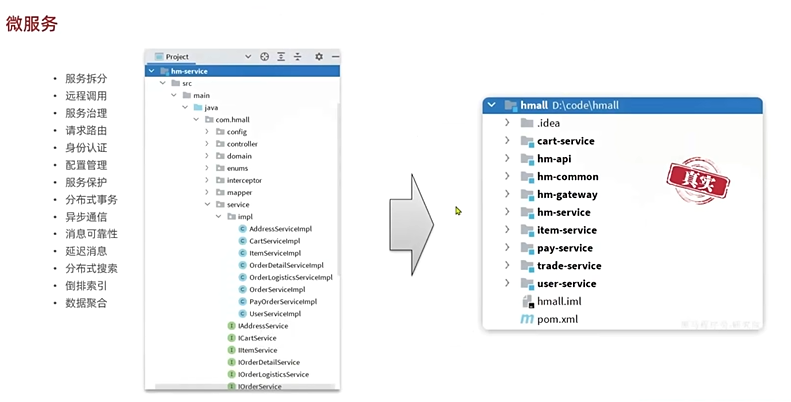 微服务
服务拆分
远程调用
服务治理
请求路由
身份认证
配置管理
服务保护
分布式事务
异步通信
消息可靠性
延迟消息
分布式搜索
倒排索引
数据聚合
Project
hm-service
src
main
java
com.hmall
config
controller
domain
enums
interceptor
mapper
service
impl
AddressServiceImpl
CartServiceImpl
ItemServiceImpl
OrderDetailServiceImpl
OrderLogisticsServiceImpl
OrderServiceImpl
PayOrderServiceImpl
UserServiceImpl
IAddressService
ICartService
IItemService
IOrderDetailService
IOrderLogisticsService
IOrderService
hmall D:\code\hmall
.idea
cart-service
hm-api
hm-common
hm-gateway
hm-service
item-service
pay-service
trade-service
user-service
hmall.iml
pom.xml
真实